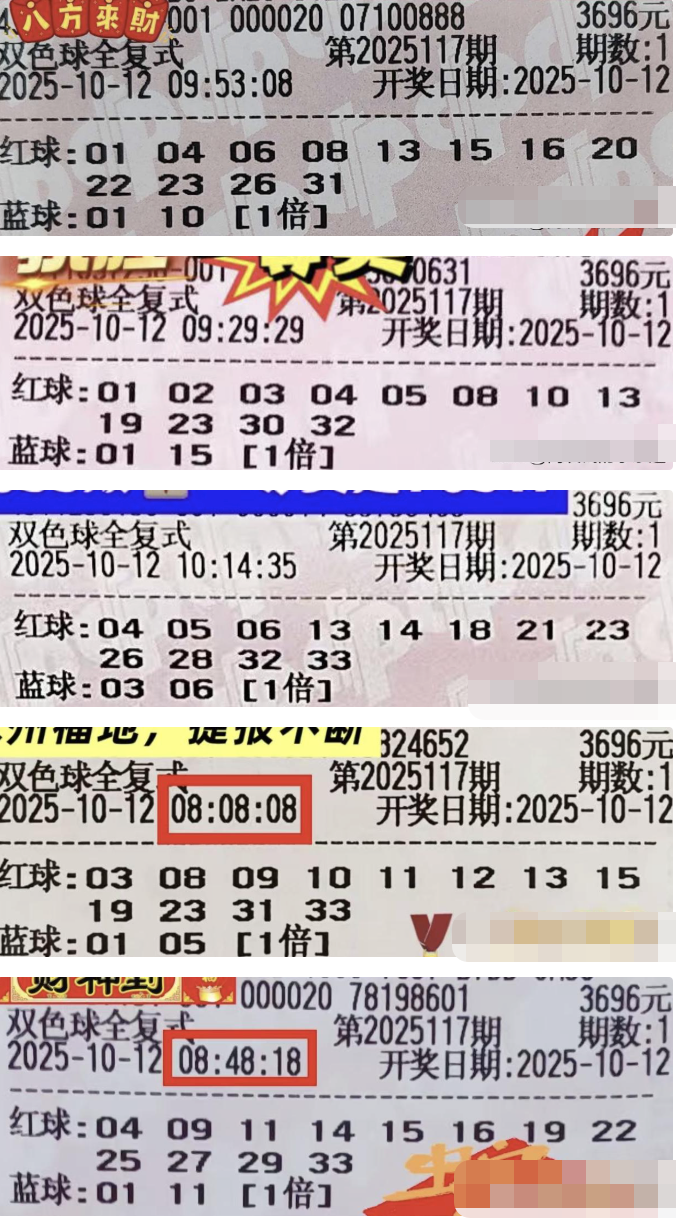 八方來財
001 000020 07100888 3696元
双色球全复式 第2025117期 期数:1
2025-10-12 09:53:08 开奖日期:2025-10-12
红球:01 04 06 08 13 15 16 20
22 23 26 31
蓝球:01 10 [1倍]
0631 3696元
双色球全复式 第2025117期 期数:1
2025-10-12 09:29:29 开奖日期:2025-10-12
红球:01 02 03 04 05 08 10 13
19 23 30 32
蓝球:01 15 [1倍]
3696元
双色球全复式 第2025117期 期数:1
2025-10-12 10:14:35 开奖日期:2025-10-12
红球:04 05 06 13 14 18 21 23
26 28 32 33
蓝球:03 06 [1倍]
福地，捷报不断
824652 3696元
双色球全复式 第2025117期 期数:1
2025-10-12 08:08:08 开奖日期:2025-10-12
红球:03 08 09 10 11 12 13 15
19 23 31 33
蓝球:01 05 [1倍]
财神到
000020 78198601 3696元
双色球全复式 第2025117期 期数:1
2025-10-12 08:48:18 开奖日期:2025-10-12
红球:04 09 11 14 15 16 19 22
25 27 29 33
蓝球:01 11 [1倍]